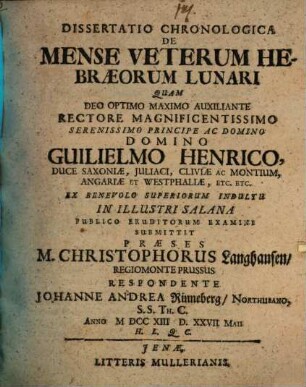 DISSERTATIO CHRONOLOGICA
DE
MENSE VETERUM HE-
BRÆORUM LUNARI
QUAM
DEO OPTIMO MAXIMO AUXILIANTE
RECTORE MAGNIFICENTISSIMO
SERENISSIMO PRINCIPE AC DOMINO
DOMINO
GUILIELMO HENRICO,
DUCE SAXONIÆ, JULIACI, CLIVIÆ AC MONTIUM,
ANGARIÆ ET WESTPHALIÆ, ETC. ETC.
EX BENEVOLO SUPERIORUM INDULTU
IN ILLUSTRI SALANA
PUBLICO ERUDITORUM EXAMINI
SUBMITTIT
PRÆSES
M. CHRISTOPHORUS Langhausen/
REGIOMONTE PRUSSUS
RESPONDENTE
JOHANNE ANDREA Rinneberg/ NORTHUSANO,
S.S. TH. C.
ANNO M DCC XIII D. XXVII MAII
H. L. Q. C.
JENÆ,
LITTERIS MULLERIANIS.